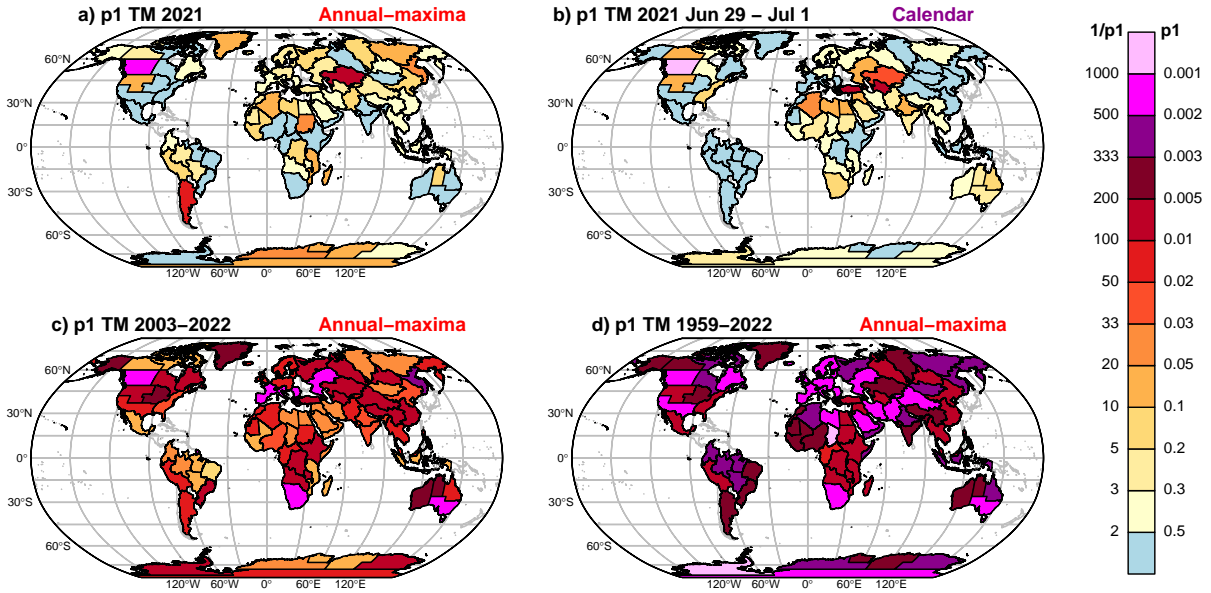 a) p1 TM 2021 Annual−maxima
60°N
30°N
0°
30°S
60°S
120°W 60°W 0° 60°E 120°E
b) p1 TM 2021 Jun 29 − Jul 1 Calendar
60°N
30°N
0°
30°S
60°S
120°W 60°W 0° 60°E 120°E
c) p1 TM 2003−2022 Annual−maxima
60°N
30°N
0°
30°S
60°S
120°W 60°W 0° 60°E 120°E
d) p1 TM 1959−2022 Annual−maxima
60°N
30°N
0°
30°S
60°S
120°W 60°W 0° 60°E 120°E
1/p1 p1
1000 0.001
500 0.002
333 0.003
200 0.005
100 0.01
50 0.02
33 0.03
20 0.05
10 0.1
5 0.2
3 0.3
2 0.5